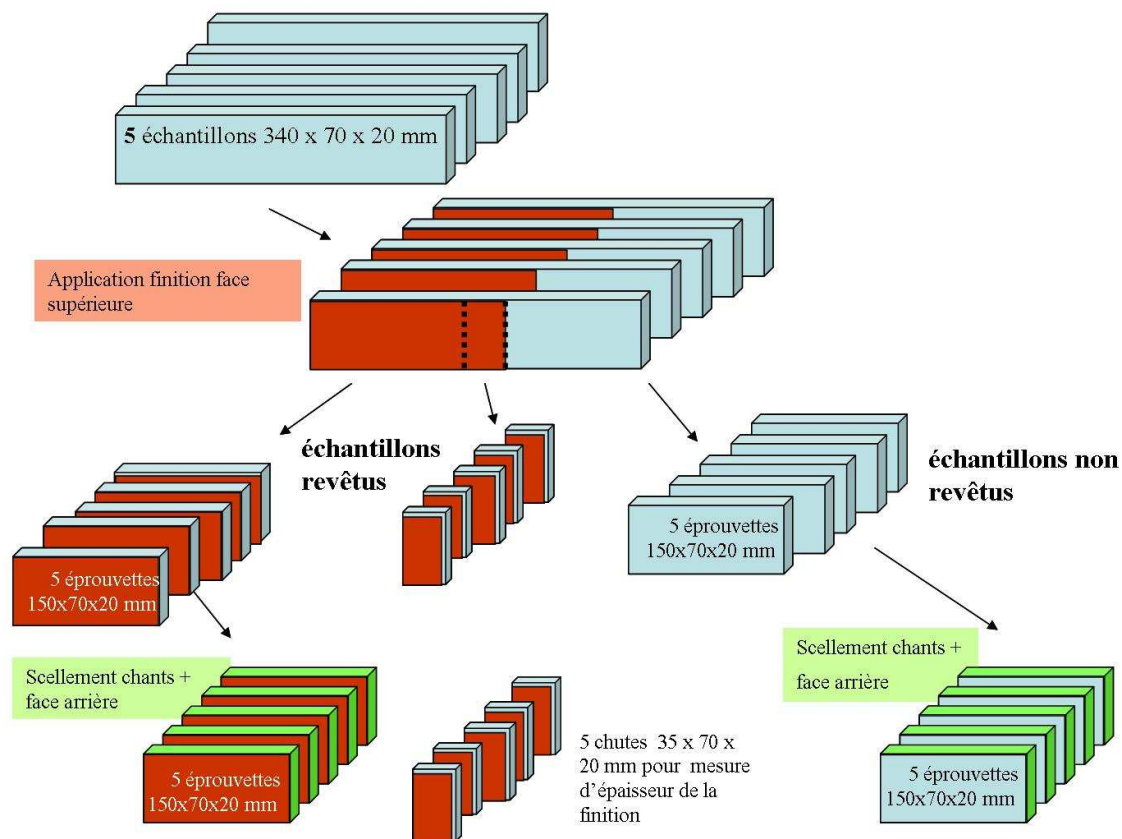 5 échantillons 340 x 70 x 20 mm
Application finition face
supérieure
échantillons
revêtus
échantillons non
revêtus
5 éprouvettes
150x70x20 mm
5 éprouvettes
150x70x20 mm
Scellement chants +
face arrière
Scellement chants +
face arrière
5 éprouvettes
150x70x20 mm
5 chutes 35 x 70 x
20 mm pour mesure
d’épaisseur de la
finition
5 éprouvettes
150x70x20 mm